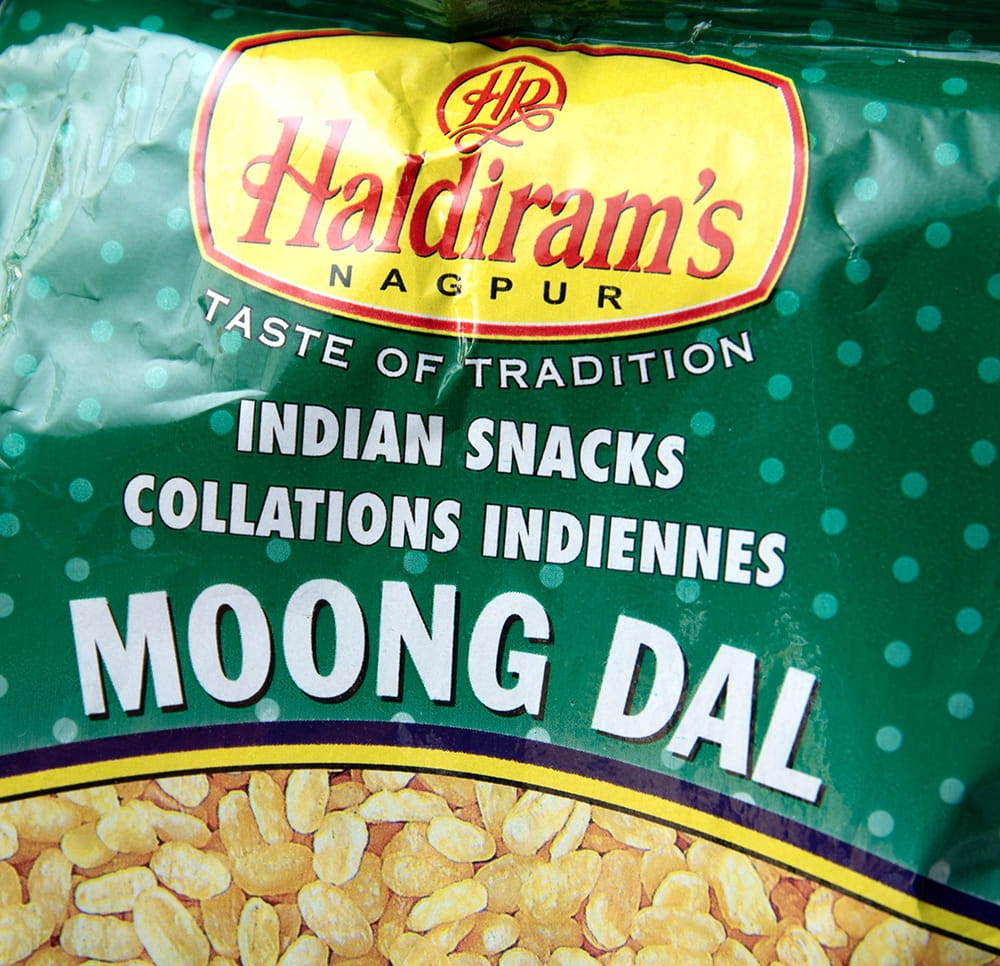 HR
Haldiram's
NAGPUR
TASTE OF TRADITION
INDIAN SNACKS
COLLATIONS INDIENNES
MOONG DAL